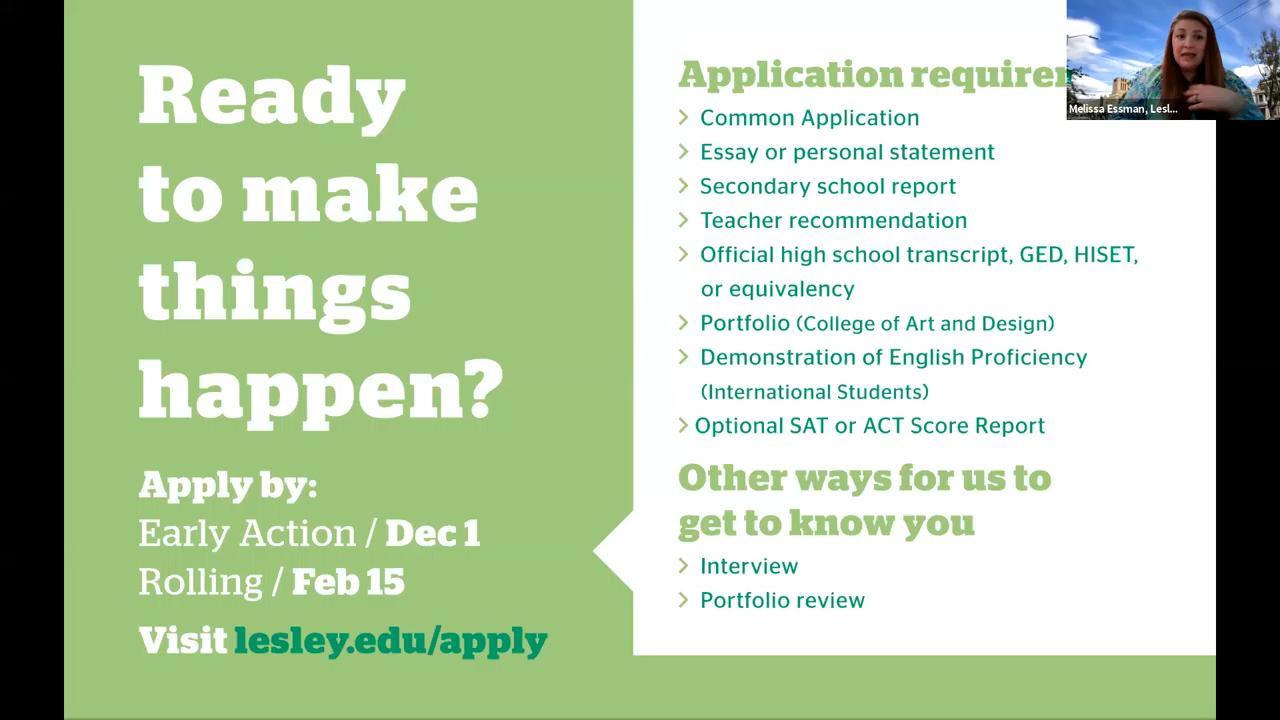 Ready
to make
things
happen?
Apply by:
Early Action / Dec 1
Rolling / Feb 15
Visit lesley.edu/apply
Application
> Common Application
> Essay or personal statement
> Secondary school report
> Teacher recommendation
> Official high school transcript, GED, HISET,
or equivalency
> Portfolio (College of Art and Design)
> Demonstration of English Proficiency
(International Students)
> Optional SAT or ACT Score Report
Other ways for us to
get to know you
> Interview
> Portfolio review
Melissa Essman, Lesl...